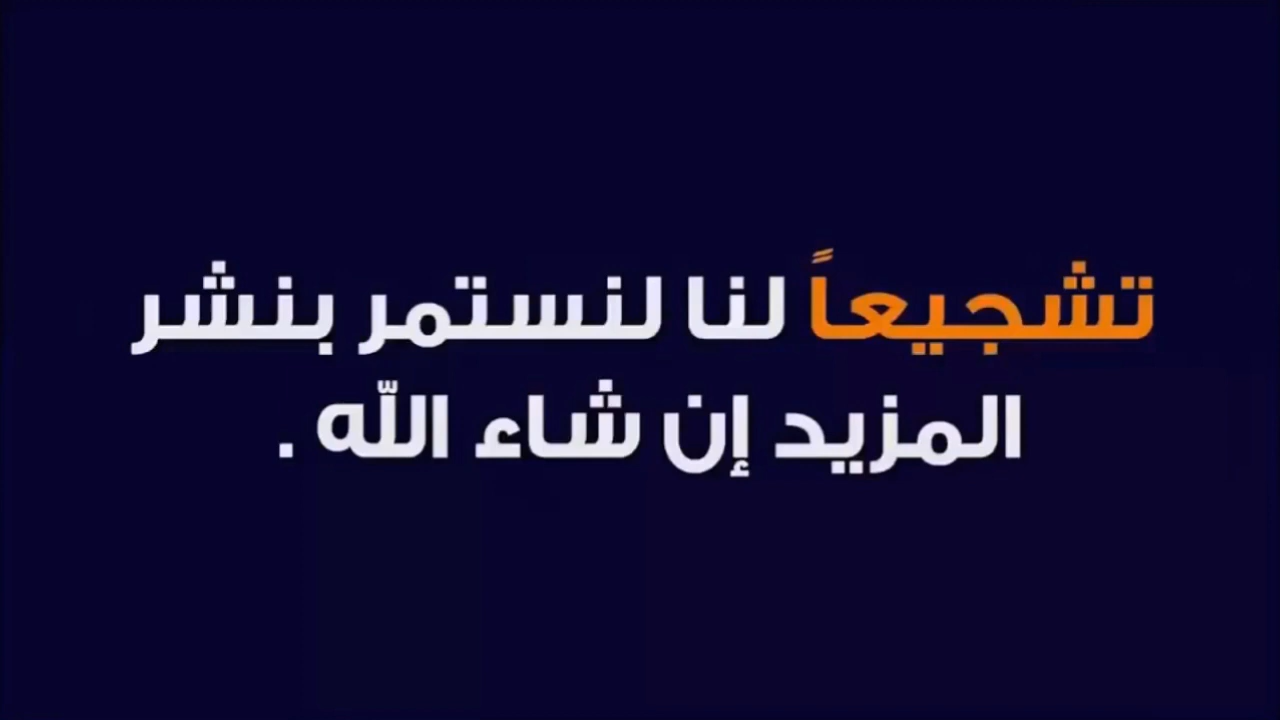 تشجيعاً لنا لنستمر بنشر
المزيد إن شاء اللّه .